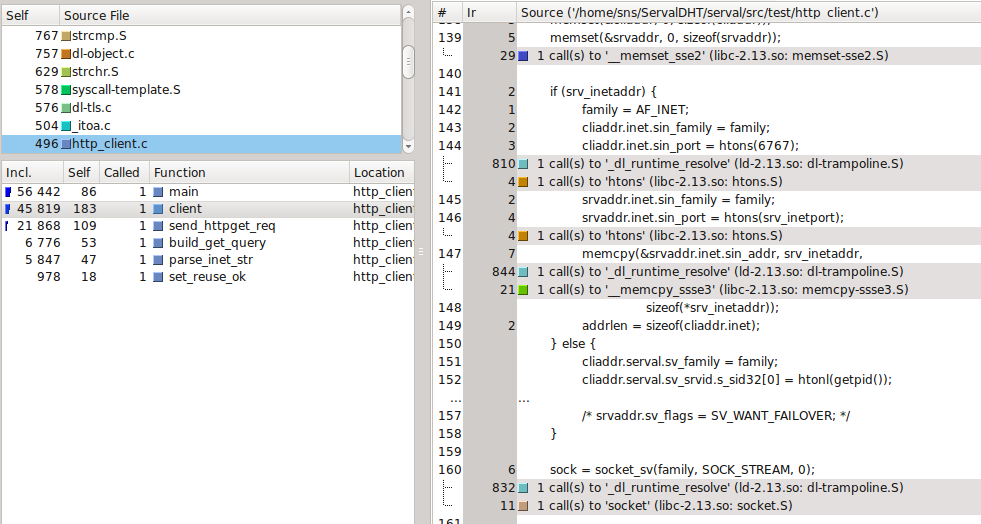 Self Source File
767 strcmp.S
757 dl-object.c
629 strchr.S
578 syscall-template.S
576 dl-tls.c
504 _itoa.c
496 http_client.c
Incl. Self Called Function Location
56 442 86 1 main http_clien
45 819 183 1 client http_clien
21 868 109 1 send_httpget_req http_clien
6 776 53 1 build_get_query http_clien
5 847 47 1 parse_inet_str http_clien
978 18 1 set_reuse_ok http_clien
# Ir Source ('/home/sns/ServalDHT/serval/src/test/http_client.c')
139 5 memset(&srvaddr, 0, sizeof(srvaddr));
29 1 call(s) to '__memset_sse2' (libc-2.13.so: memset-sse2.S)
140
141 2 if (srv_inetaddr) {
142 1 family = AF_INET;
143 2 cliaddr.inet.sin_family = family;
144 3 cliaddr.inet.sin_port = htons(6767);
810 1 call(s) to '_dl_runtime_resolve' (ld-2.13.so: dl-trampoline.S)
4 1 call(s) to 'htons' (libc-2.13.so: htons.S)
145 2 srvaddr.inet.sin_family = family;
146 4 srvaddr.inet.sin_port = htons(srv_inetport);
4 1 call(s) to 'htons' (libc-2.13.so: htons.S)
147 7 memcpy(&srvaddr.inet.sin_addr, srv_inetaddr,
844 1 call(s) to '_dl_runtime_resolve' (ld-2.13.so: dl-trampoline.S)
21 1 call(s) to '__memcpy_ssse3' (libc-2.13.so: memcpy-ssse3.S)
148 sizeof(*srv_inetaddr));
149 2 addrlen = sizeof(cliaddr.inet);
150 } else {
151 cliaddr.serval.sv_family = family;
152 cliaddr.serval.sv_srvid.s_sid32[0] = htonl(getpid());
... ...
157 /* srvaddr.sv_flags = SV_WANT_FAILOVER; */
158 }
159
160 6 sock = socket_sv(family, SOCK_STREAM, 0);
832 1 call(s) to '_dl_runtime_resolve' (ld-2.13.so: dl-trampoline.S)
11 1 call(s) to 'socket' (libc-2.13.so: socket.S)
161